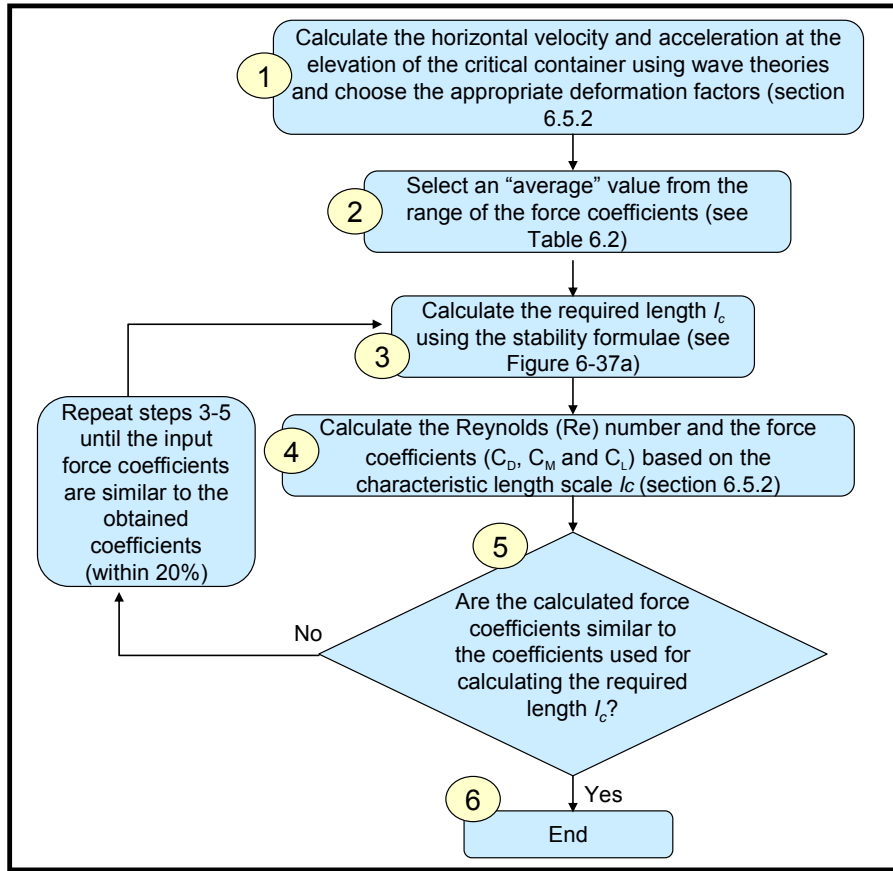 1
Calculate the horizontal velocity and acceleration at the
elevation of the critical container using wave theories
and choose the appropriate deformation factors (section
6.5.2
2
Select an “average” value from the
range of the force coefficients (see
Table 6.2)
3
Calculate the required length lc
using the stability formulae (see
Figure 6-37a)
4
Calculate the Reynolds (Re) number and the force
coefficients (CD, CM and CL) based on the
characteristic length scale lc (section 6.5.2)
5
Are the calculated force
coefficients similar to
the coefficients used for
calculating the required
length lc?
No
Repeat steps 3-5
until the input
force coefficients
are similar to the
obtained
coefficients
(within 20%)
Yes
6
End